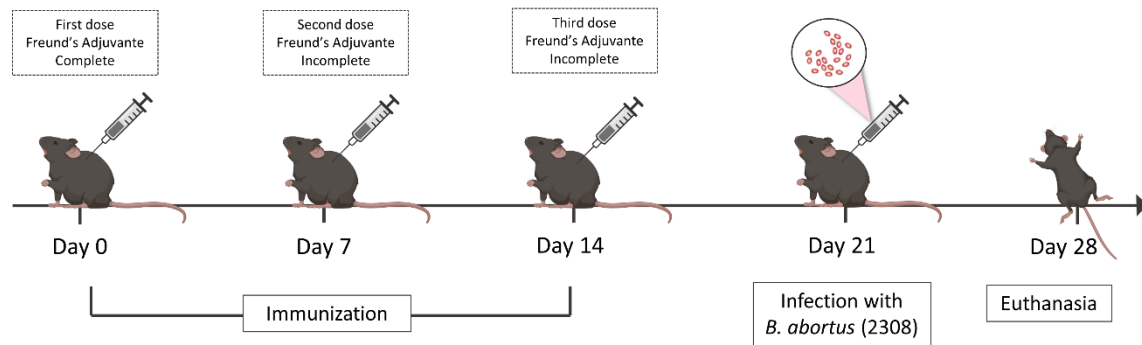 First dose
Freund's Adjuvante
Complete
Second dose
Freund's Adjuvante
Incomplete
Third dose
Freund's Adjuvante
Incomplete
Day 0
Day 7
Day 14
Day 21
Day 28
Immunization
Infection with
B. abortus (2308)
Euthanasia